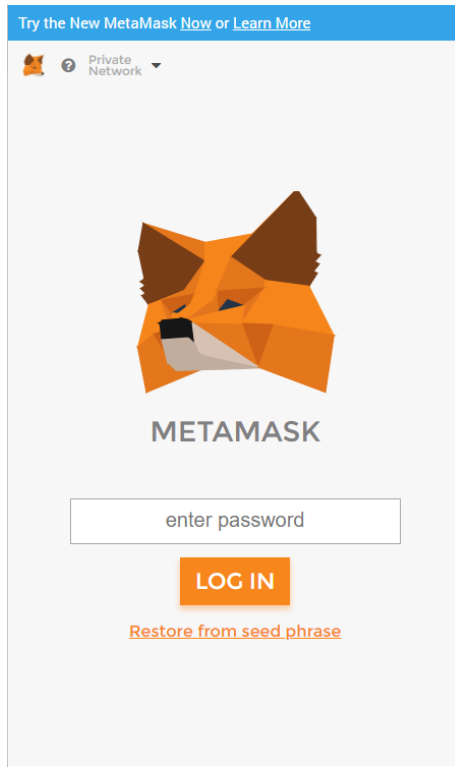 Try the New MetaMask Now or Learn More
? Private
Network
METAMASK
enter password
LOG IN
Restore from seed phrase